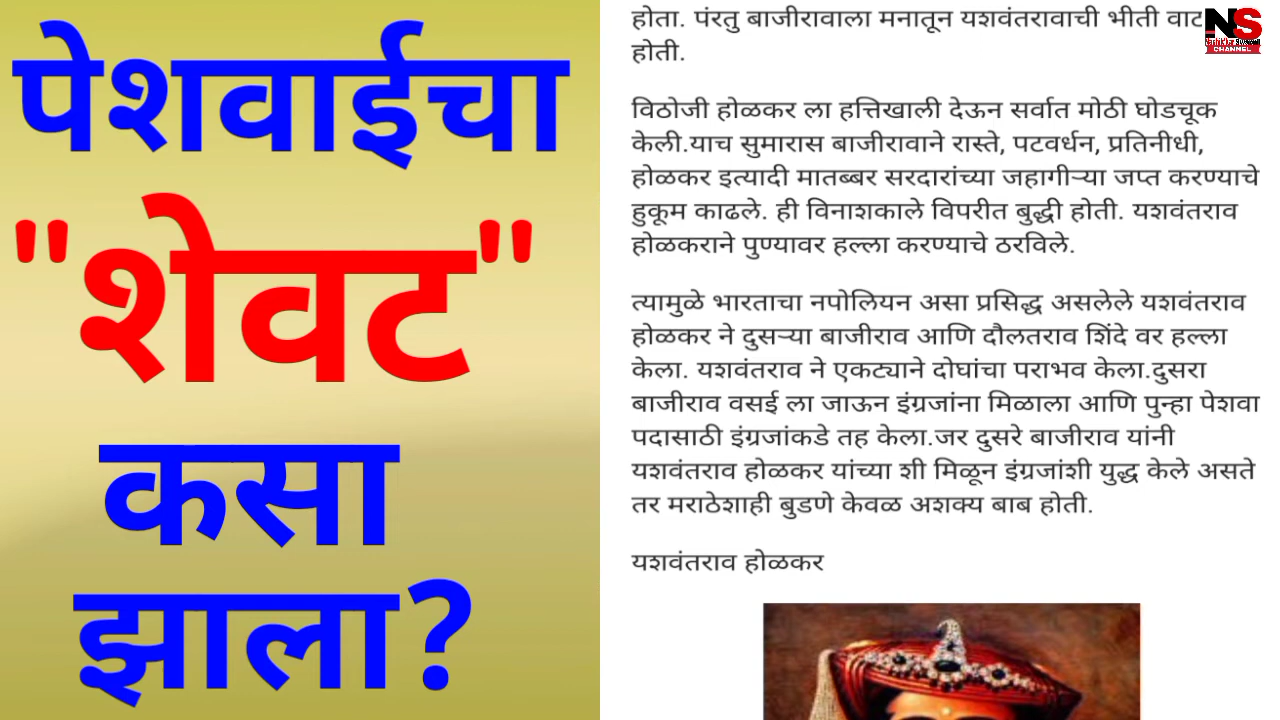 पेशवाईचा
"शेवट"
कसा
झाला?
होता. पंरतु बाजीरावाला मनातून यशवंतरावाची भीती
होती.
विठोजी होळकर ला हत्तिखाली देऊन सर्वात मोठी घोडचूक
केली.याच सुमारास बाजीरावाने रास्ते, पटवर्धन, प्रतिनीधी,
होळकर इत्यादी मातब्बर सरदारांच्या जहागीऱ्या जप्त करण्याचे
हुकूम काढले. ही विनाशकाले विपरीत बुद्धी होती. यशवंतराव
होळकराने पुण्यावर हल्ला करण्याचे ठरविले.
त्यामुळे भारताचा नपोलियन असा प्रसिद्ध असलेले यशवंतराव
होळकर ने दुसऱ्या बाजीराव आणि दौलतराव शिंदे वर हल्ला
केला. यशवंतराव ने एकट्याने दोघांचा पराभव केला.दुसरा
बाजीराव वसई ला जाऊन इंग्रजांना मिळाला आणि पुन्हा पेशवा
पदासाठी इंग्रजांकडे तह केला.जर दुसरे बाजीराव यांनी
यशवंतराव होळकर यांच्या शी मिळून इंग्रजांशी युद्ध केले असते
तर मराठेशाही बुडणे केवळ अशक्य बाब होती.
यशवंतराव होळकर
NS
CHANNEL